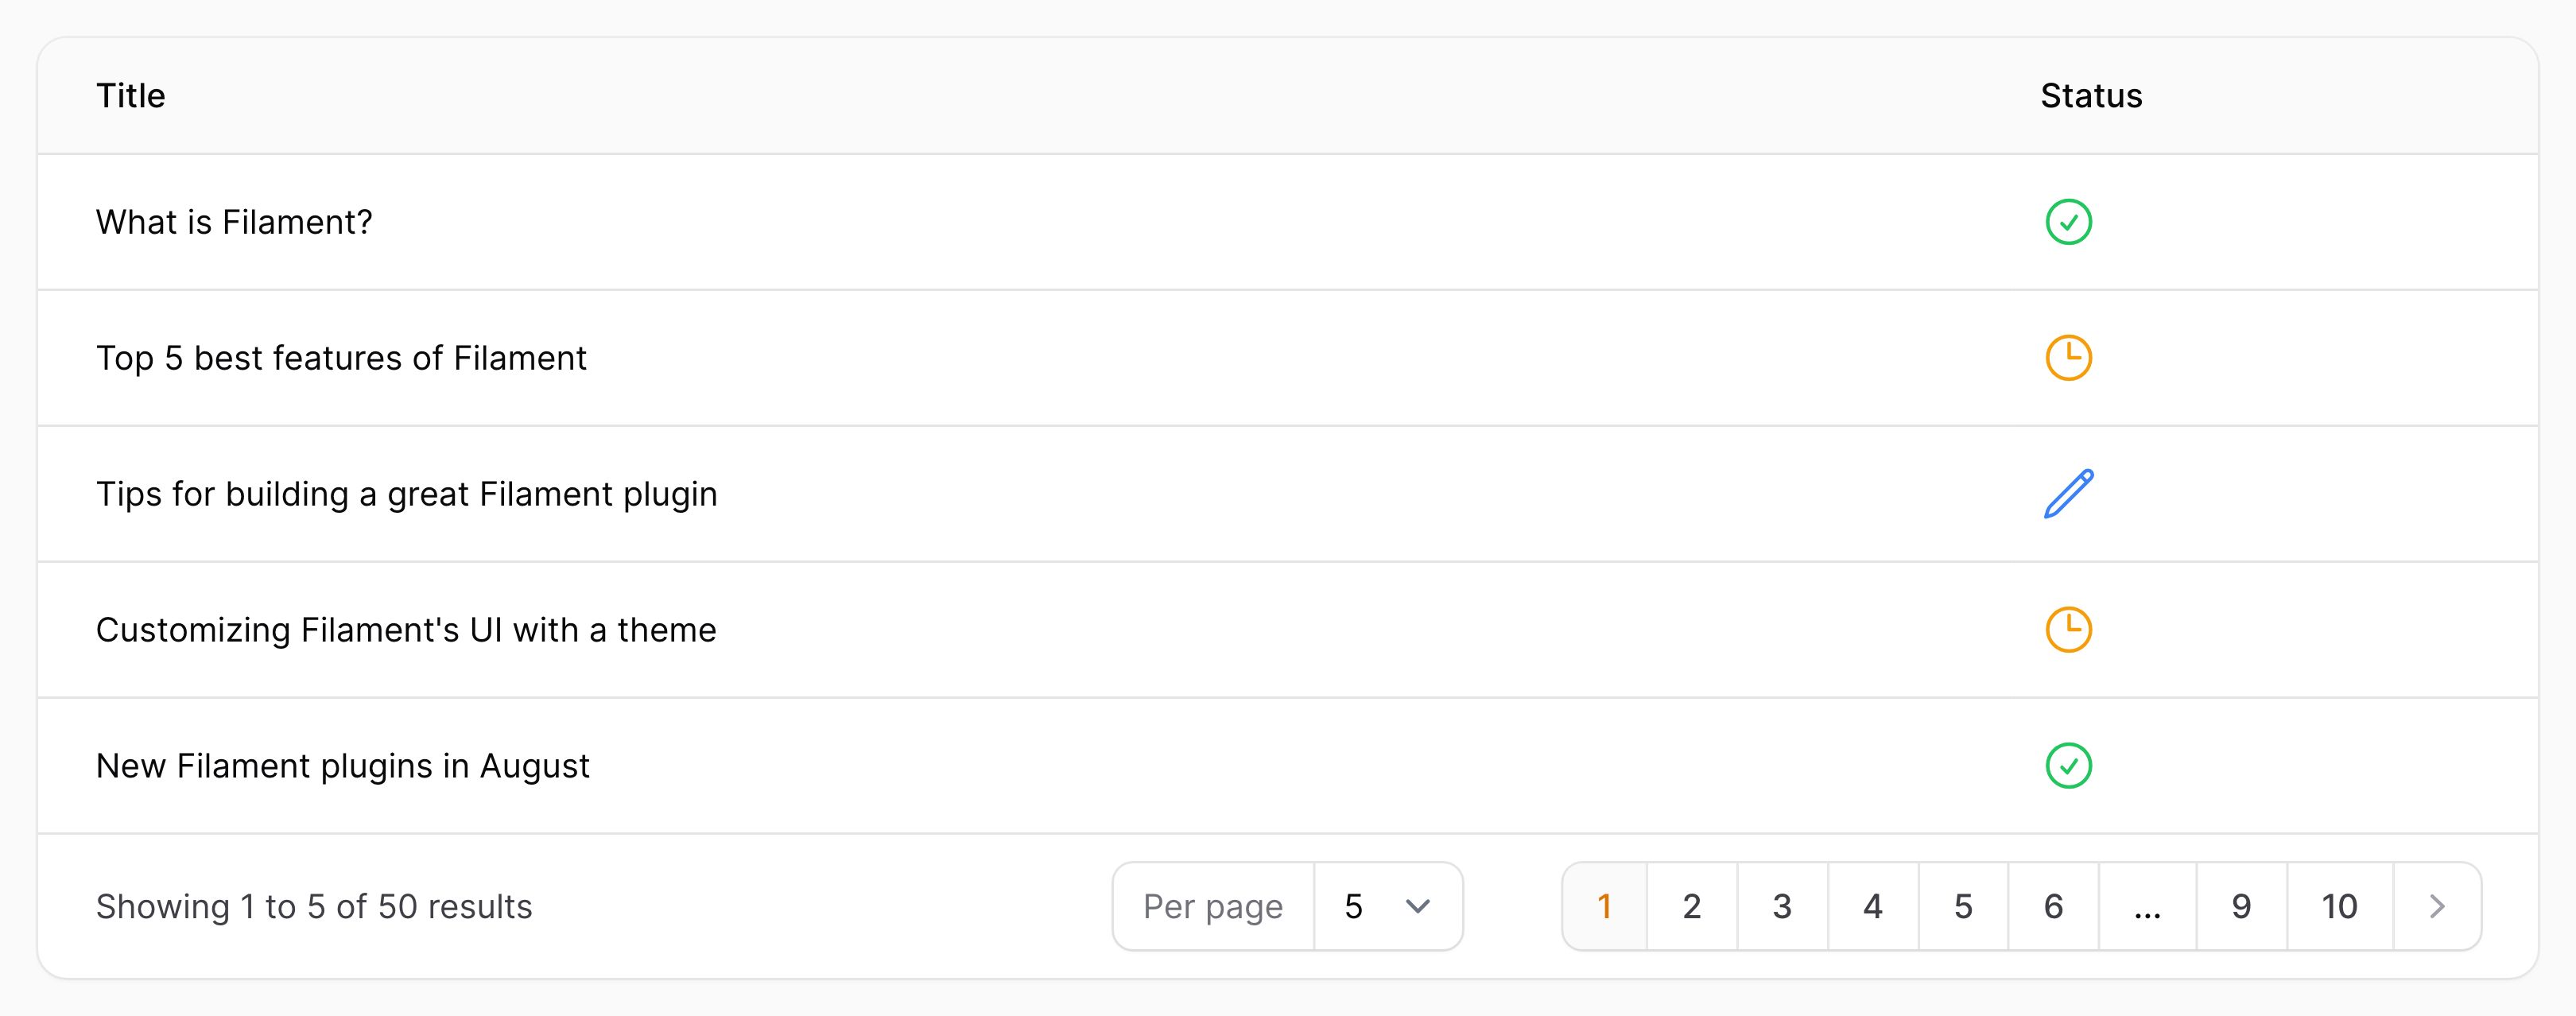 Title Status
What is Filament?
Top 5 best features of Filament
Tips for building a great Filament plugin
Customizing Filament's UI with a theme
New Filament plugins in August
Showing 1 to 5 of 50 results Per page 5 1 2 3 4 5 6 ... 9 10